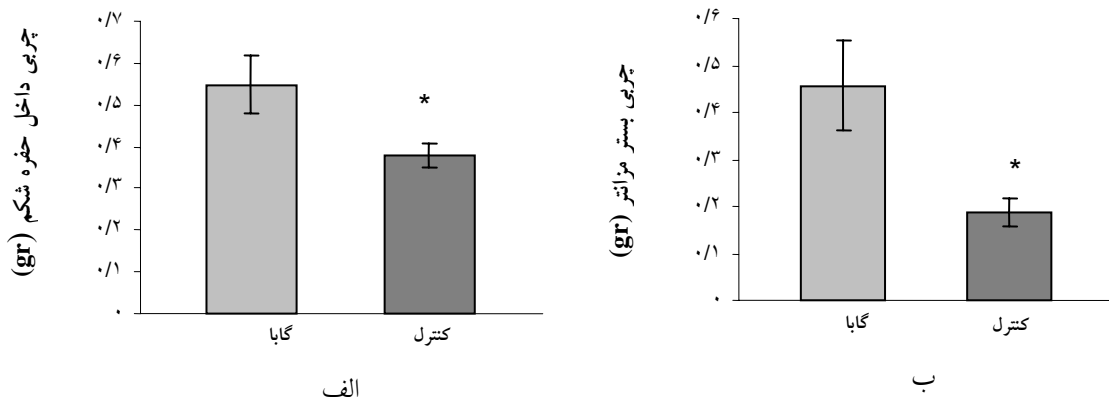 چربی داخل حفره شکم (gr)
۰/۷
۰/۶
۰/۵
۰/۴
۰/۳
۰/۲
۰/۱
۰
*
گابا
کنترل
الف
چربی بستر مزانتر (gr)
۰/۶
۰/۵
۰/۴
۰/۳
۰/۲
۰/۱
۰
*
گابا
کنترل
ب